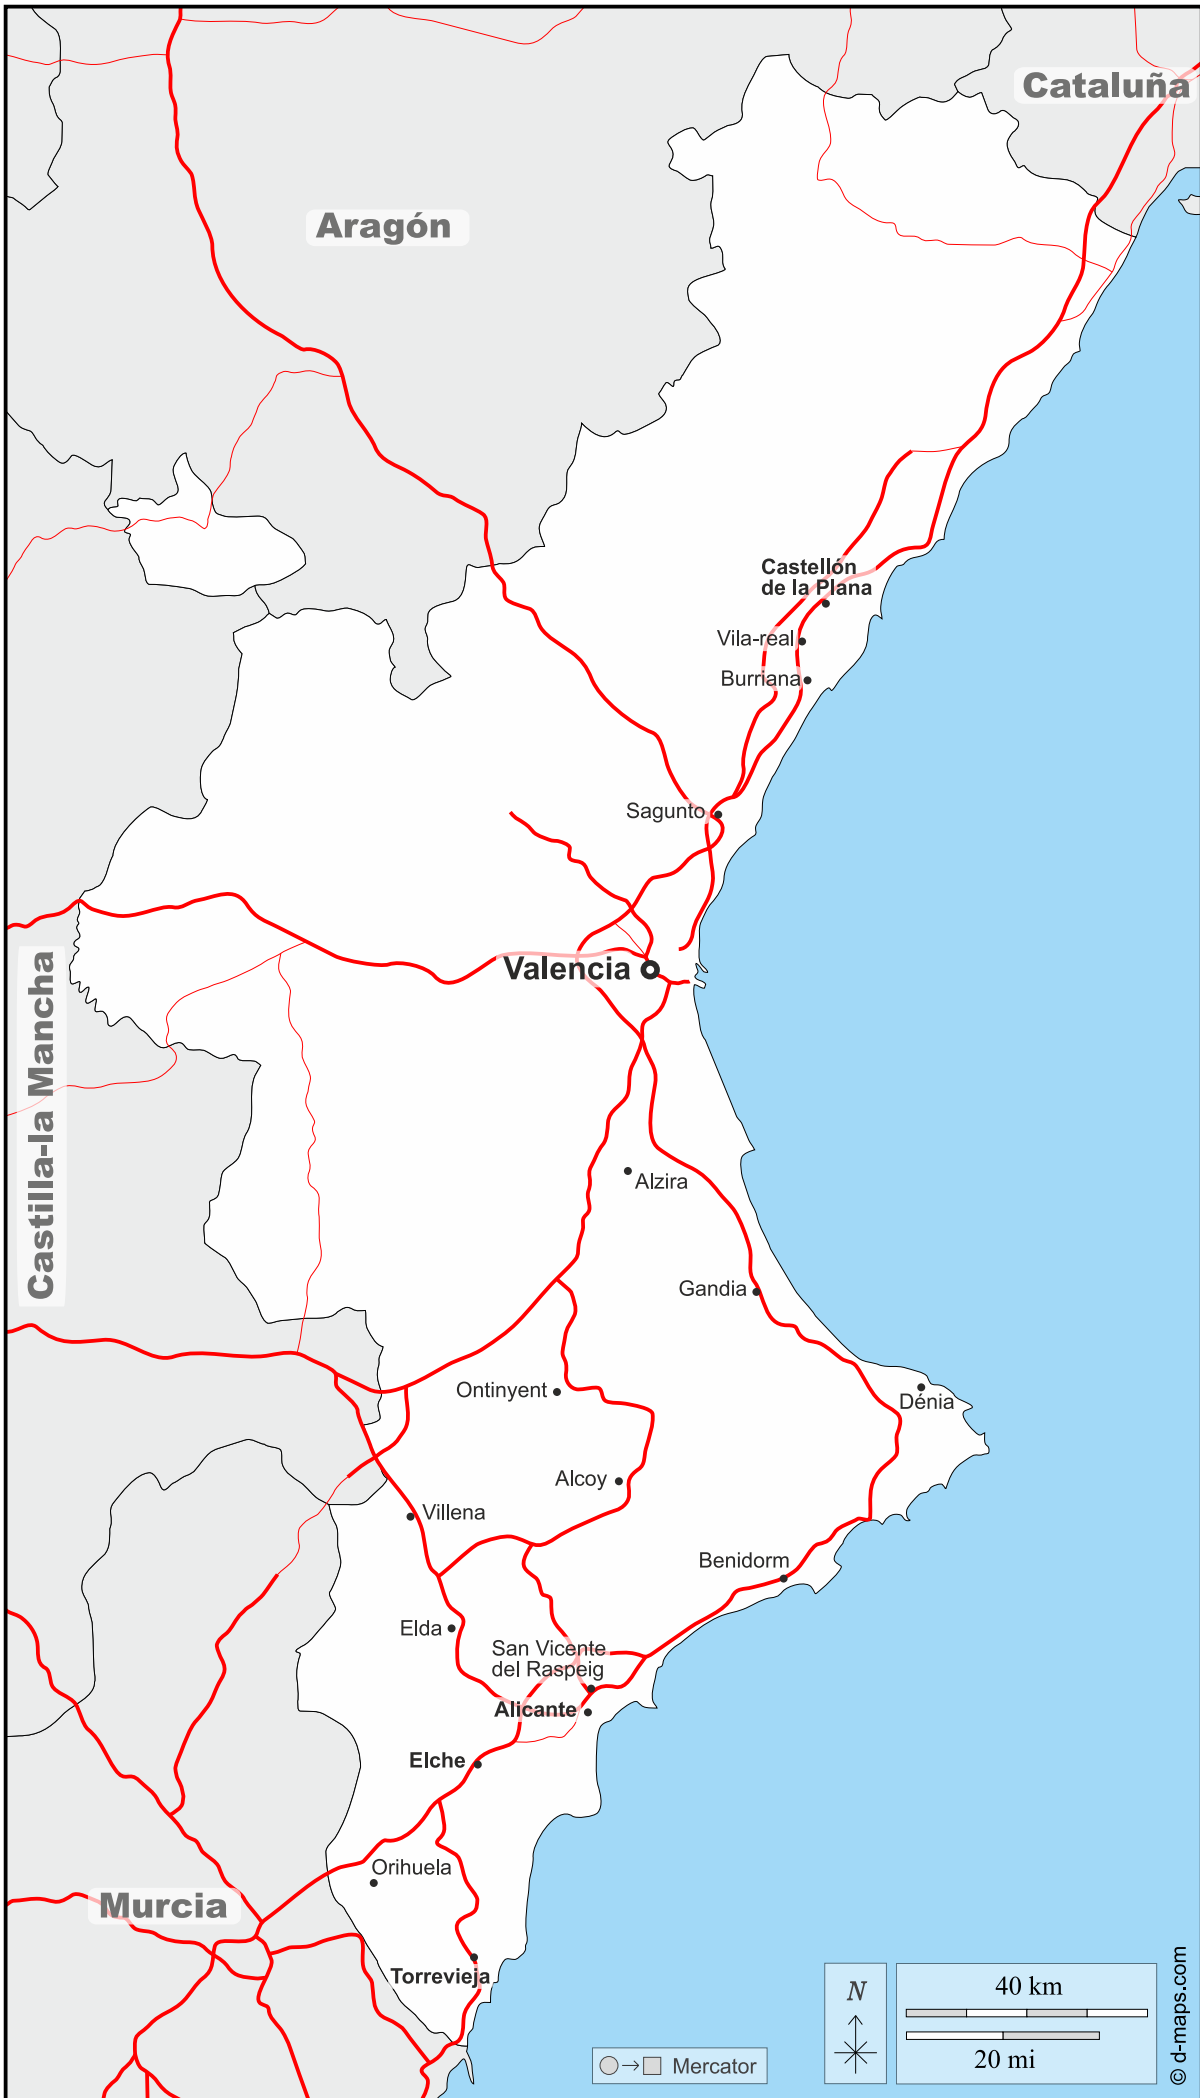 Cataluña
Aragón
Castellón
de la Plana
Vila-real
Burriana
Sagunto
Valencia
Castilla-la Mancha
Alzira
Gandia
Ontinyent
Dénia
Alcoy
Villena
Benidorm
Elda
San Vicente
del Raspeig
Alicante
Elche
Orihuela
Murcia
Torrevieja
N
40 km
20 mi
Mercator
© d-maps.com